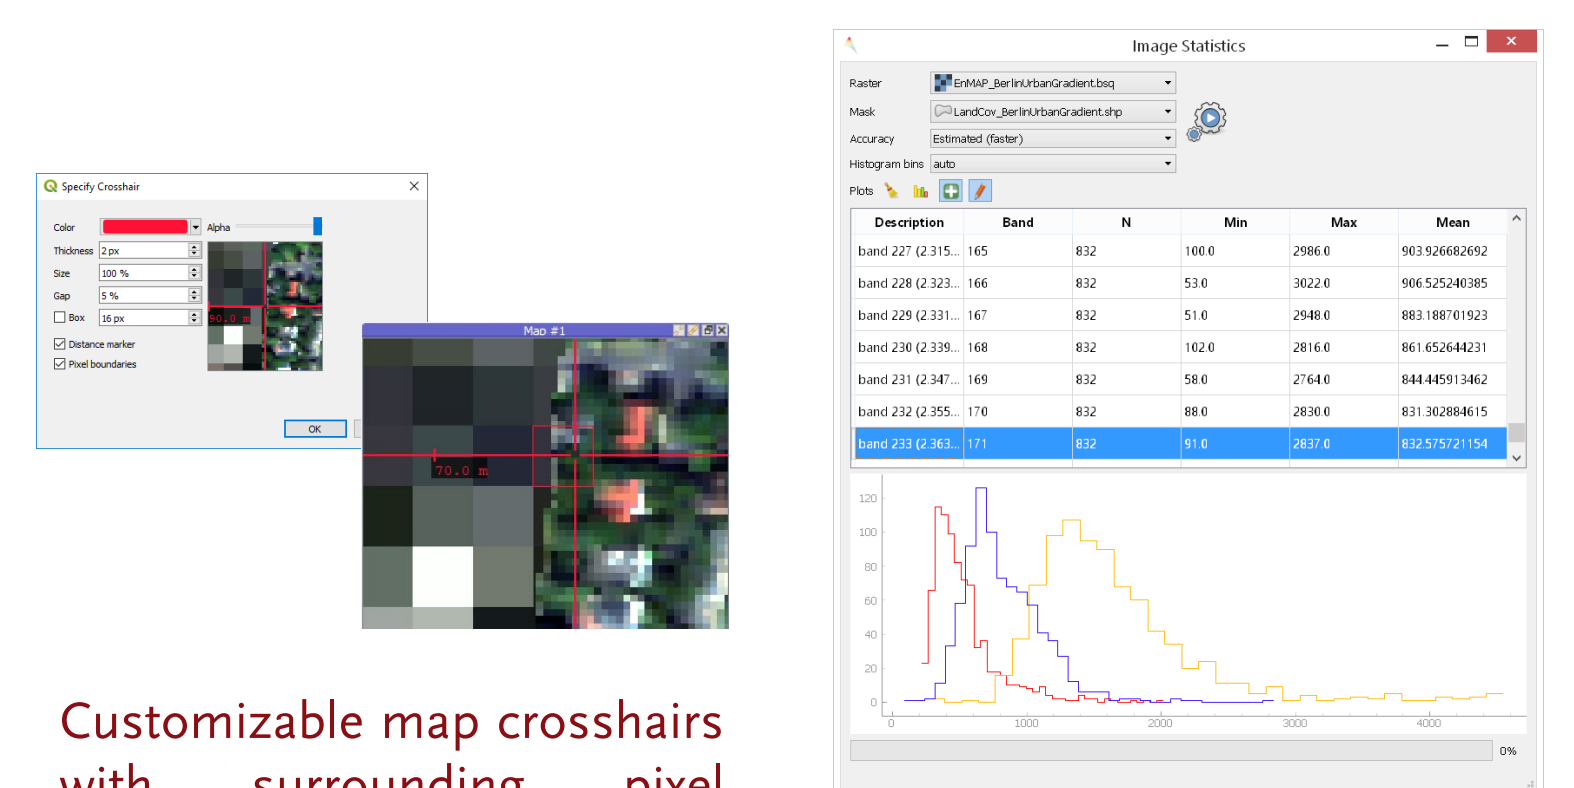 Specify Crosshair
Color
Alpha
Thickness 2 px
Size 100 %
Gap 5 %
Box 16 px
Distance marker
Pixel boundaries
90.0 m
OK
Map #1
70.0 m
Customizable map crosshairs
with surrounding pixel
Image Statistics
Raster EnMAP_BerlinUrbanGradient.bsq
Mask LandCov_BerlinUrbanGradient.shp
Accuracy Estimated (faster)
Histogram bins auto
Plots
Description Band N Min Max Mean
band 227 (2.315... 165 832 100.0 2986.0 903.926682692
band 228 (2.323... 166 832 53.0 3022.0 906.525240385
band 229 (2.331... 167 832 51.0 2948.0 883.188701923
band 230 (2.339... 168 832 102.0 2816.0 861.652644231
band 231 (2.347... 169 832 58.0 2764.0 844.445913462
band 232 (2.355... 170 832 88.0 2830.0 831.302884615
band 233 (2.363... 171 832 91.0 2837.0 832.575721154
120
100
80
60
40
20
0
0 1000 2000 3000 4000
0%